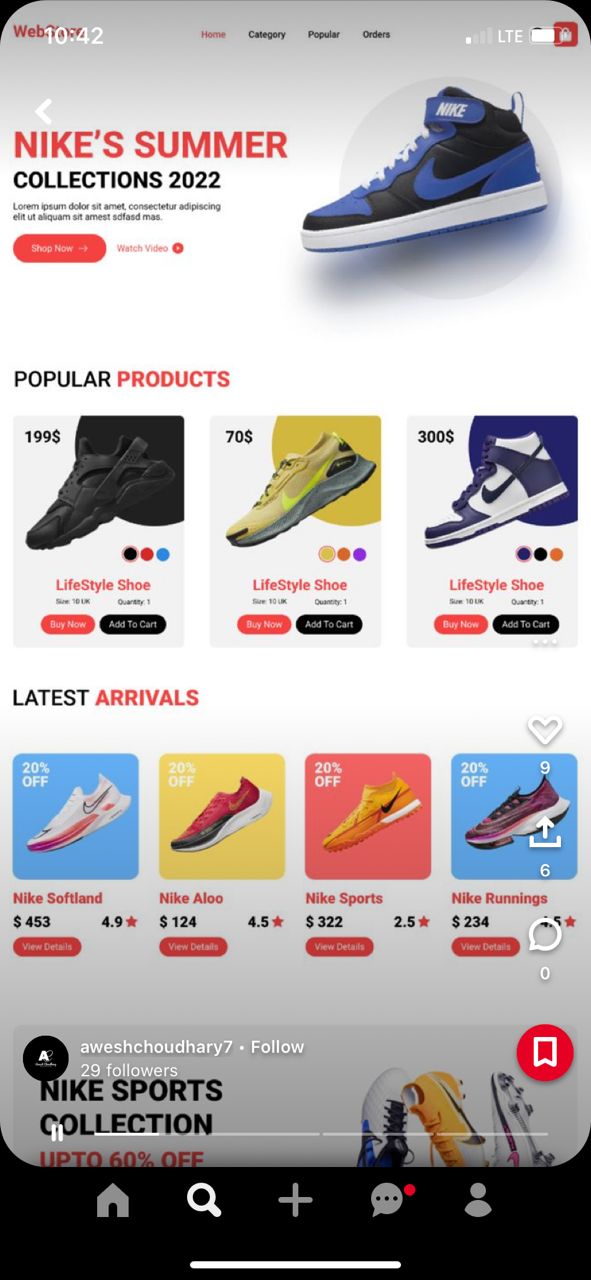 WebStore
10:42
Home Category Popular Orders
LTE
NIKE
NIKE'S SUMMER
COLLECTIONS 2022
Lorem ipsum dolor sit amet, consectetur adipiscing
elit ut aliquam sit amest sdfasd mas.
Shop Now Watch Video
POPULAR PRODUCTS
199$ 70$ 300$
LifeStyle Shoe LifeStyle Shoe LifeStyle Shoe
Size: 10 UK Quantity: 1 Size: 10 UK Quantity: 1 Size: 10 UK Quantity: 1
Buy Now Add To Cart Buy Now Add To Cart Buy Now Add To Cart
LATEST ARRIVALS
20% 20% 20% 20%
OFF OFF OFF OFF
9
6
Nike Softland Nike Aloo Nike Sports Nike Runnings
$ 453 4.9 $ 124 4.5 $ 322 2.5 $ 234 4.5
View Details View Details View Details View Details
0
aweshchoudhary7 • Follow
29 followers
NIKE SPORTS
COLLECTION
UPTO 60% OFF